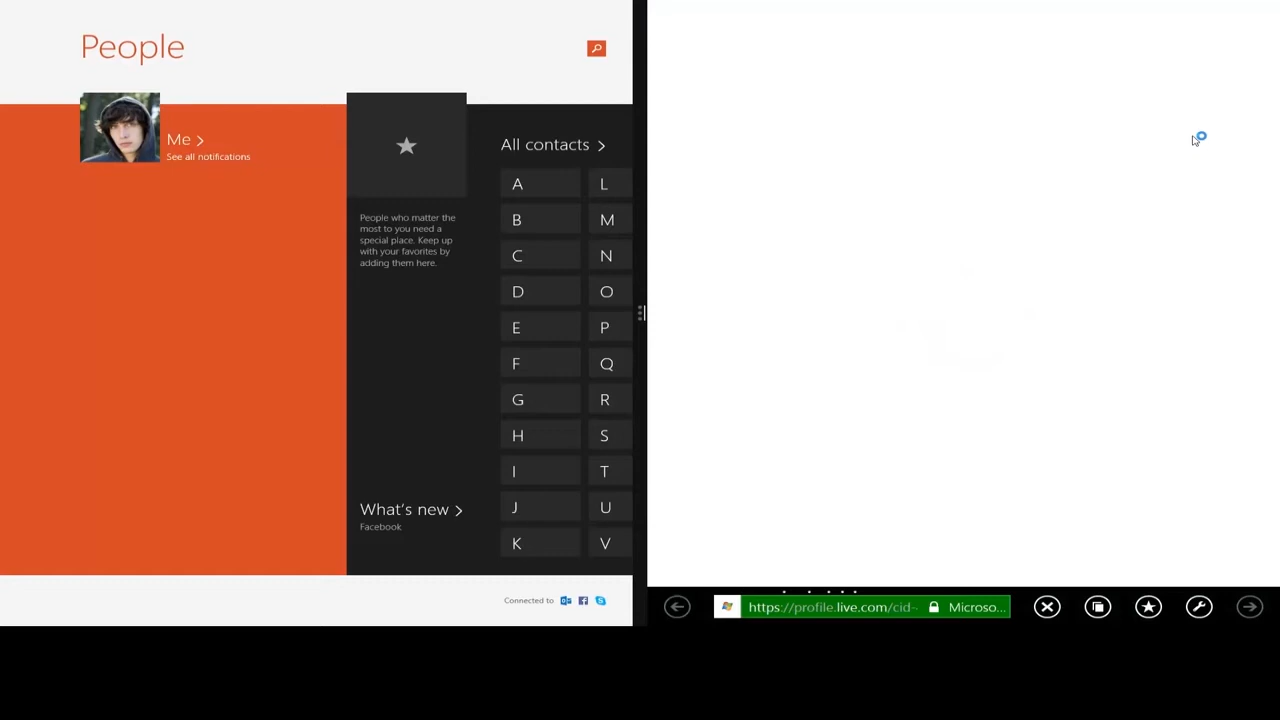 People
Me >
See all notifications
People who matter the
most to you need a
special place. Keep up
with your favorites by
adding them here.
What's new >
Facebook
All contacts >
A
B
C
D
E
F
G
H
I
J
K
L
M
N
O
P
Q
R
S
T
U
V
Connected to
https://profile.live.com/cid- Microso...